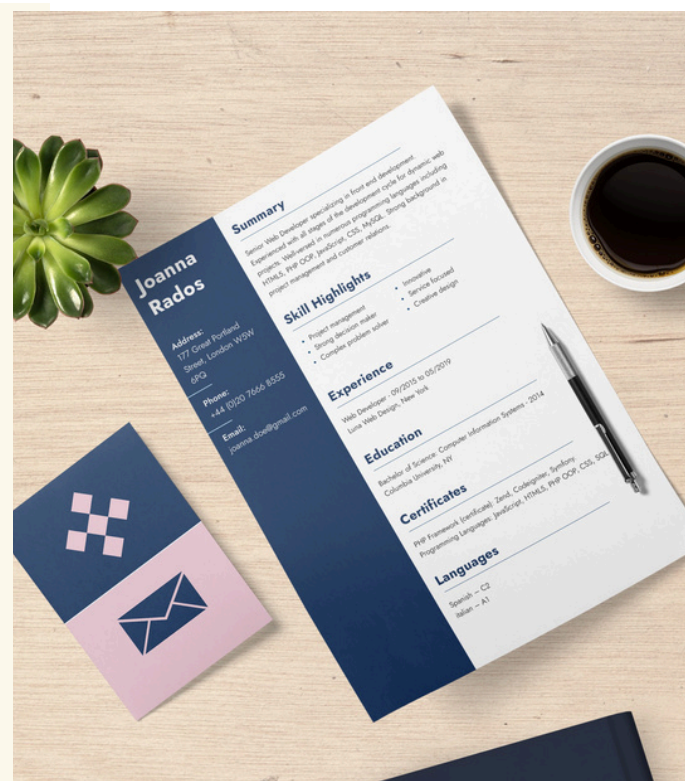 Joanna
Rados
Address:
177 Great Portland
Street, London W5W
6PQ
Phone:
+44 (0)20 7666 8555
Email:
joanna.doe@gmail.com
Summary
Senior Web Developer specializing in front end development.
Experienced with all stages of the development cycle for dynamic web
projects. Well-versed in numerous programming languages including
HTML5, PHP OOP, JavaScript, CSS, MySQL. Strong background in
project management and customer relations.
Skill Highlights
• Project management
• Strong decision maker
• Complex problem solver
• Innovative
• Service focused
• Creative design
Experience
Web Developer - 09/2015 to 05/2019
Luna Web Design, New York
Education
Bachelor of Science: Computer Information Systems - 2014
Columbia University, NY
Certificates
PHP Framework (certificate): Zend, Codeigniter, Symfony.
Programming Languages: JavaScript, HTML5, PHP OOP, CSS, SQL
Languages
Spanish – C2
Italian – A1